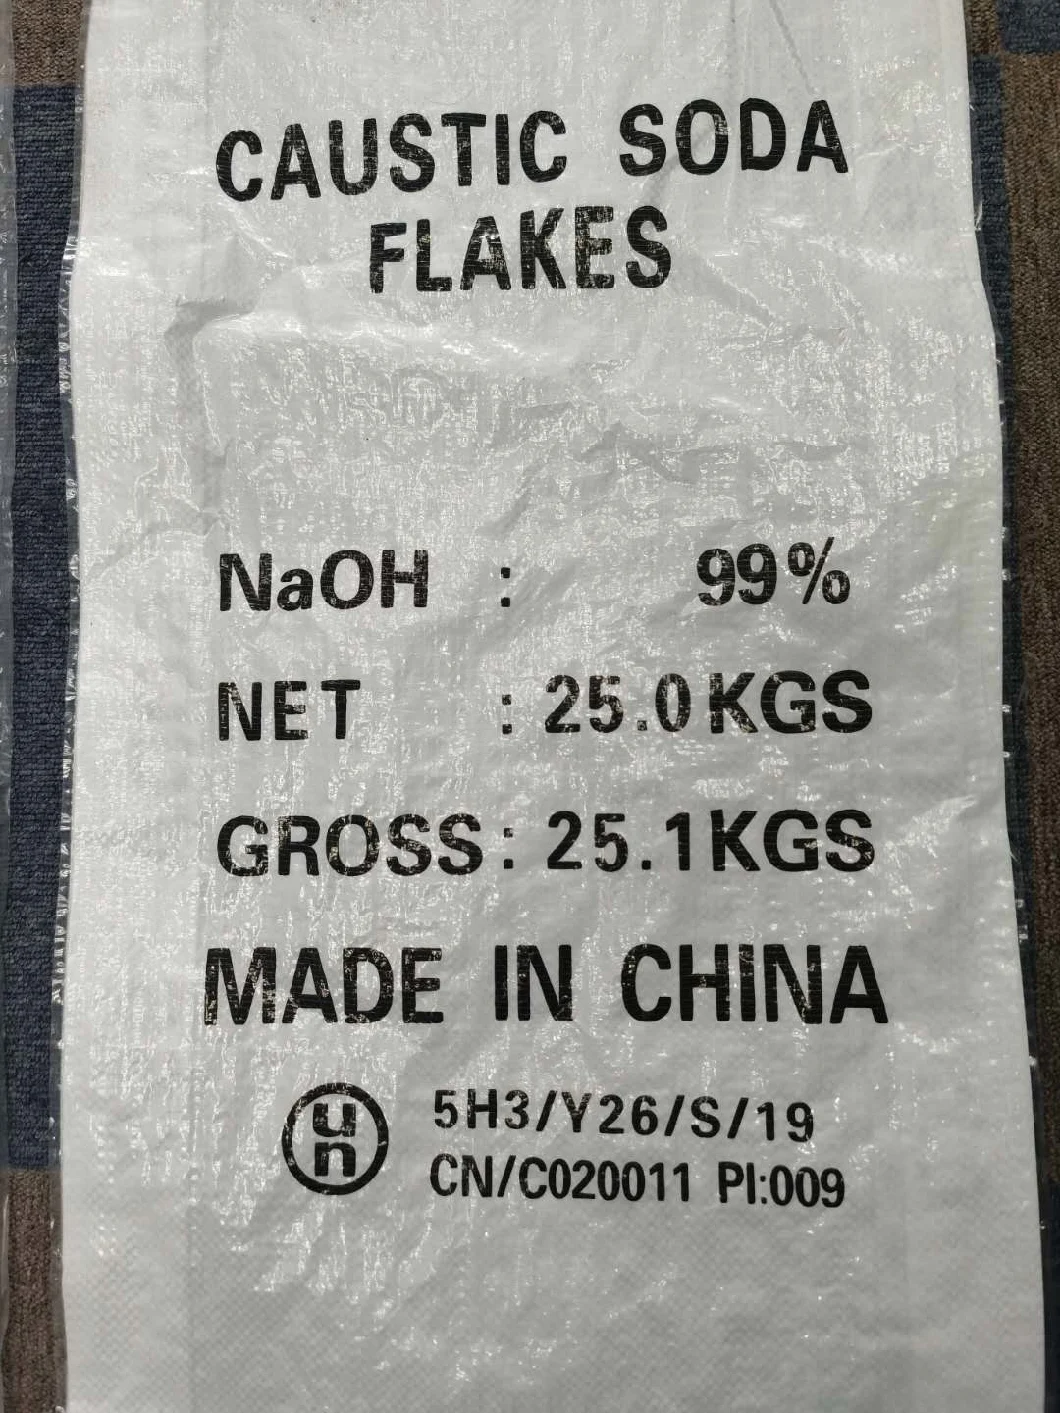 CAUSTIC SODA
FLAKES
NaOH : 99%
NET : 25.0KGS
GROSS: 25.1KGS
MADE IN CHINA
un
5H3/Y26/S/19
CN/C020011 PI:009